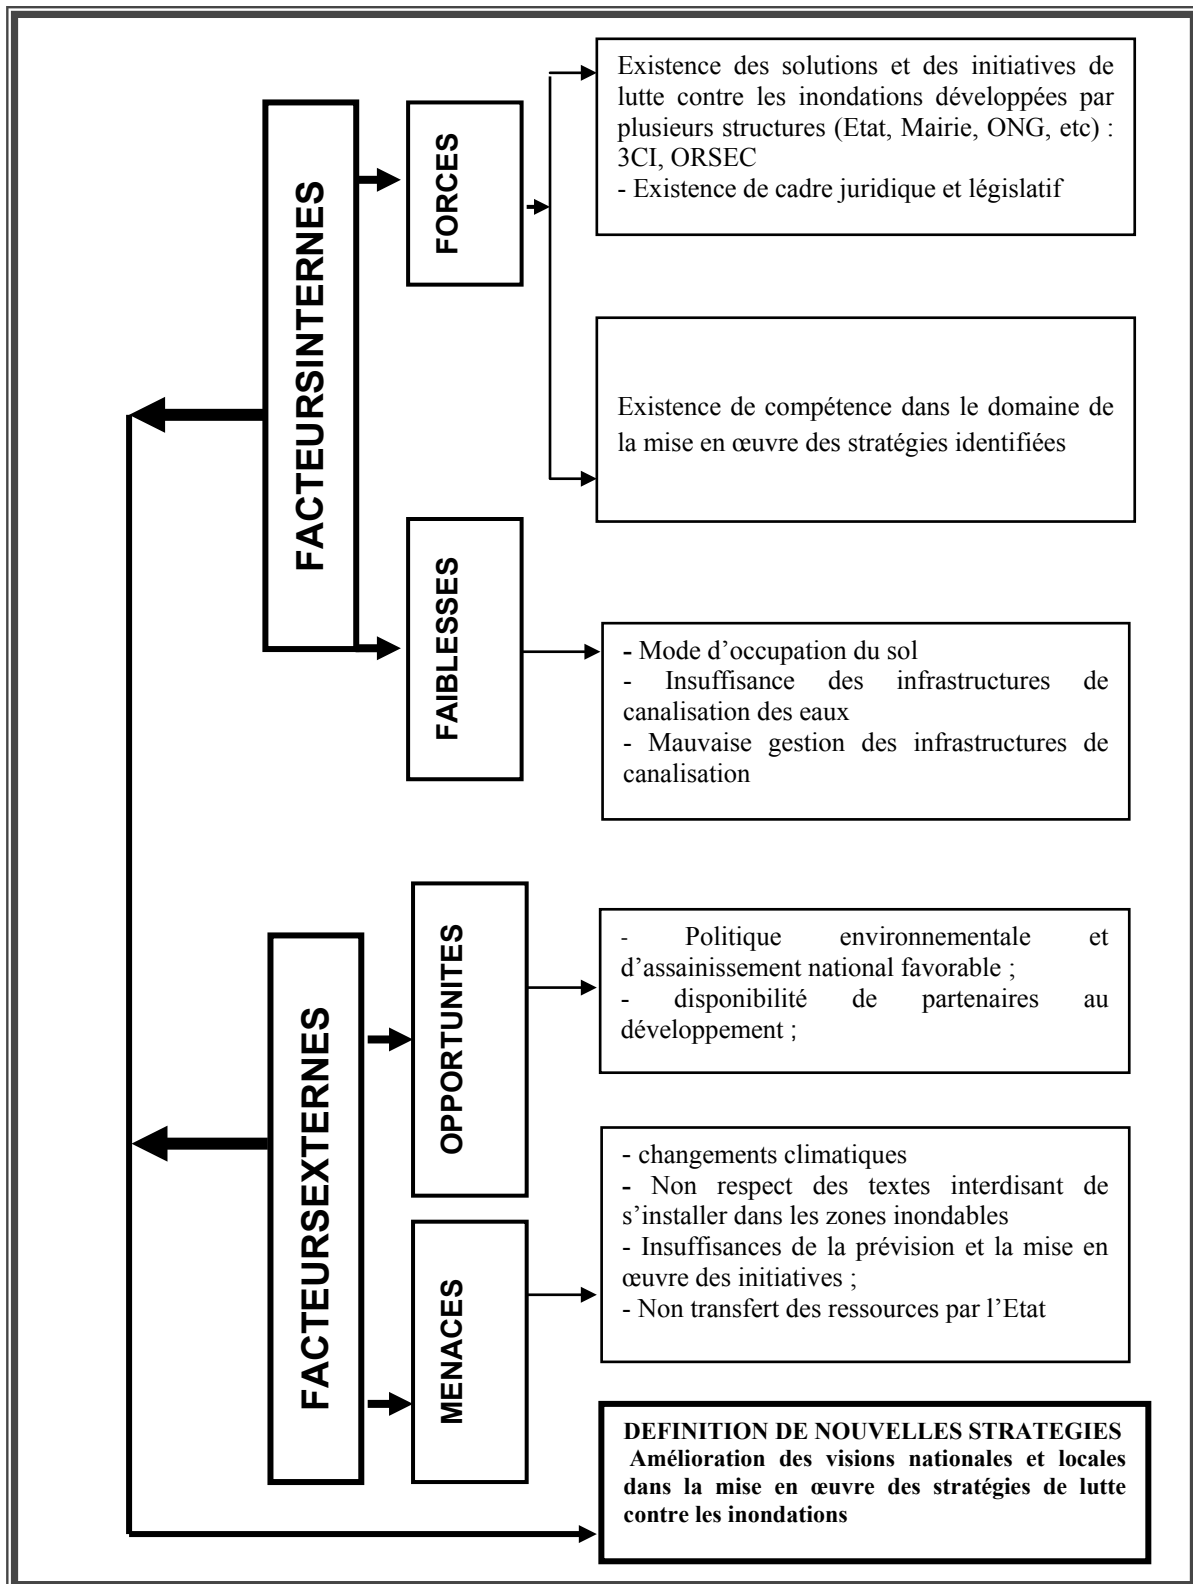 FACTEURSINTERNES
FORCES
Existence des solutions et des initiatives de
lutte contre les inondations développées par
plusieurs structures (Etat, Mairie, ONG, etc) :
3CI, ORSEC
- Existence de cadre juridique et législatif
Existence de compétence dans le domaine de
la mise en œuvre des stratégies identifiées
FAIBLESSES
- Mode d’occupation du sol
- Insuffisance des infrastructures de
canalisation des eaux
- Mauvaise gestion des infrastructures de
canalisation
FACTEURSEXTERNES
OPPORTUNITES
- Politique environnementale et
d’assainissement national favorable ;
- disponibilité de partenaires au
développement ;
MENACES
- changements climatiques
- Non respect des textes interdisant de
s’installer dans les zones inondables
- Insuffisances de la prévision et la mise en
œuvre des initiatives ;
- Non transfert des ressources par l’Etat
DEFINITION DE NOUVELLES STRATEGIES
Amélioration des visions nationales et locales
dans la mise en œuvre des stratégies de lutte
contre les inondations